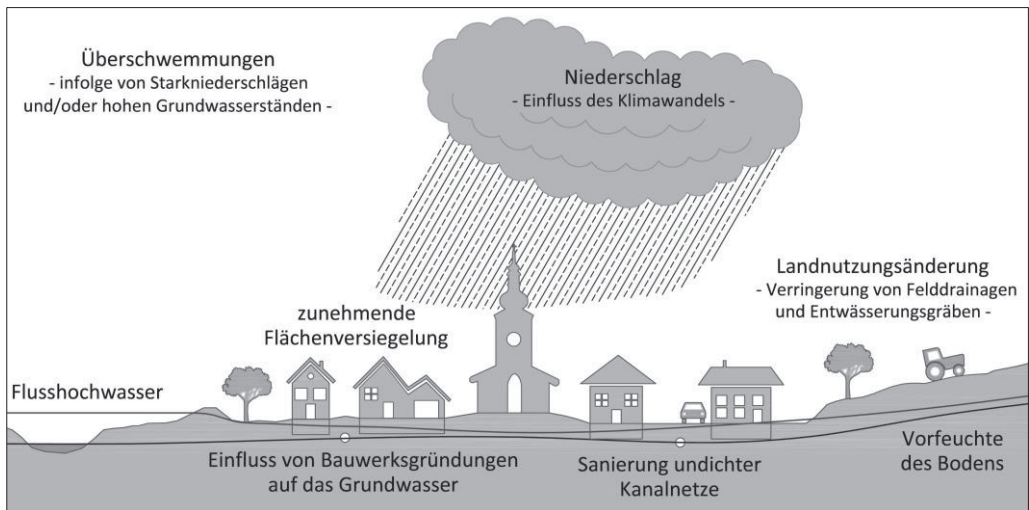 Überschwemmungen
- infolge von Starkniederschlägen
und/oder hohen Grundwasserständen -
Niederschlag
- Einfluss des Klimawandels -
Landnutzungsänderung
- Verringerung von Felddrainagen
und Entwässerungsgräben -
zunehmende
Flächenversiegelung
Flusshochwasser
Einfluss von Bauwerksgründungen
auf das Grundwasser
Sanierung undichter
Kanalnetze
Vorfeuchte
des Bodens